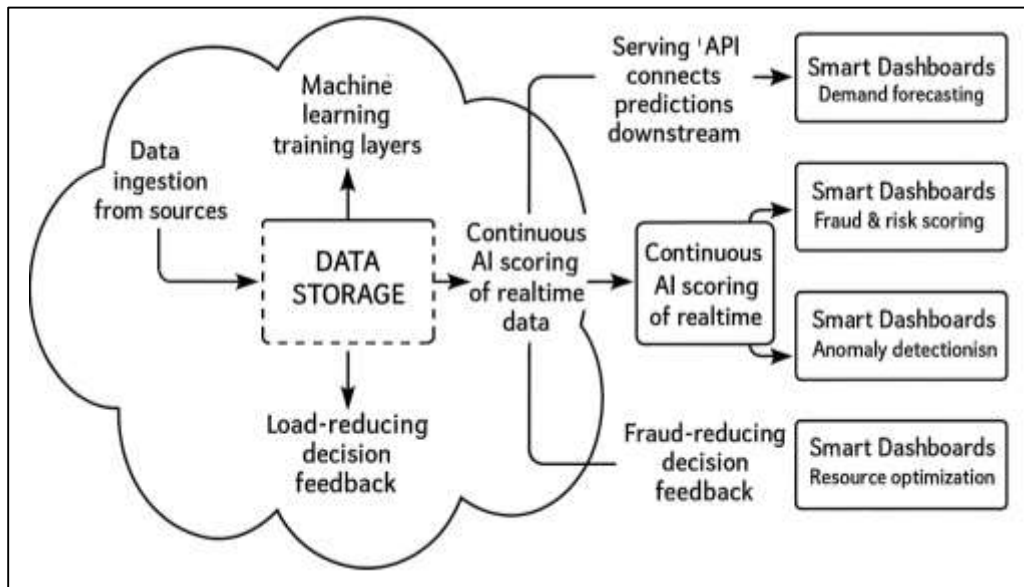 Machine
learning
training layers
Data
ingestion
from sources
DATA
STORAGE
Load-reducing
decision
feedback
Continuous
AI scoring
of realtime
data
Serving 'API
connects
predictions
downstream
Continuous
AI scoring
of realtime
Fraud-reducing
decision
feedback
Smart Dashboards
Demand forecasting
Smart Dashboards
Fraud & risk scoring
Smart Dashboards
Anomaly detectionisn
Smart Dashboards
Resource optimization